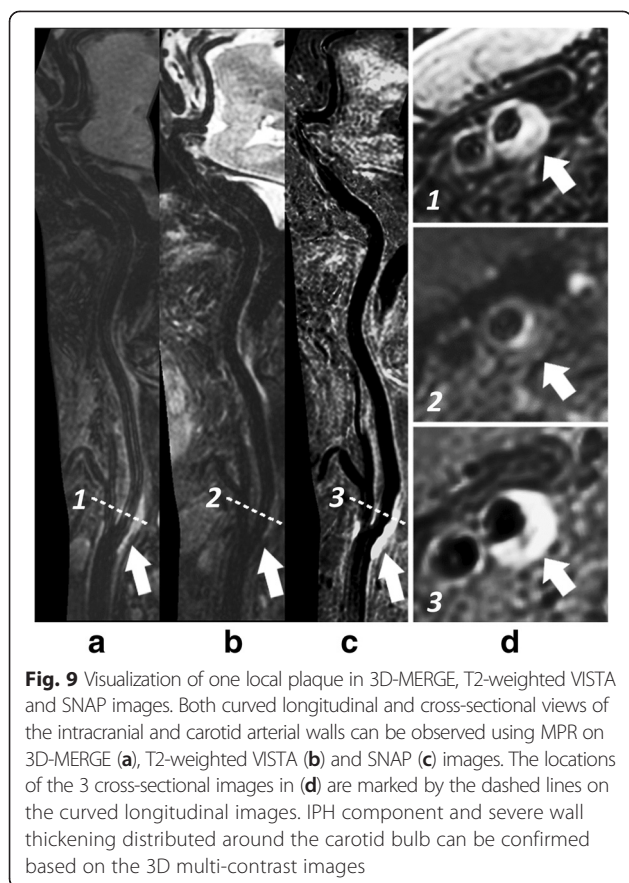 1
2
3
1
2
3
a b c d
Fig. 9 Visualization of one local plaque in 3D-MERGE, T2-weighted VISTA
and SNAP images. Both curved longitudinal and cross-sectional views of
the intracranial and carotid arterial walls can be observed using MPR on
3D-MERGE (a), T2-weighted VISTA (b) and SNAP (c) images. The locations
of the 3 cross-sectional images in (d) are marked by the dashed lines on
the curved longitudinal images. IPH component and severe wall
thickening distributed around the carotid bulb can be confirmed
based on the 3D multi-contrast images